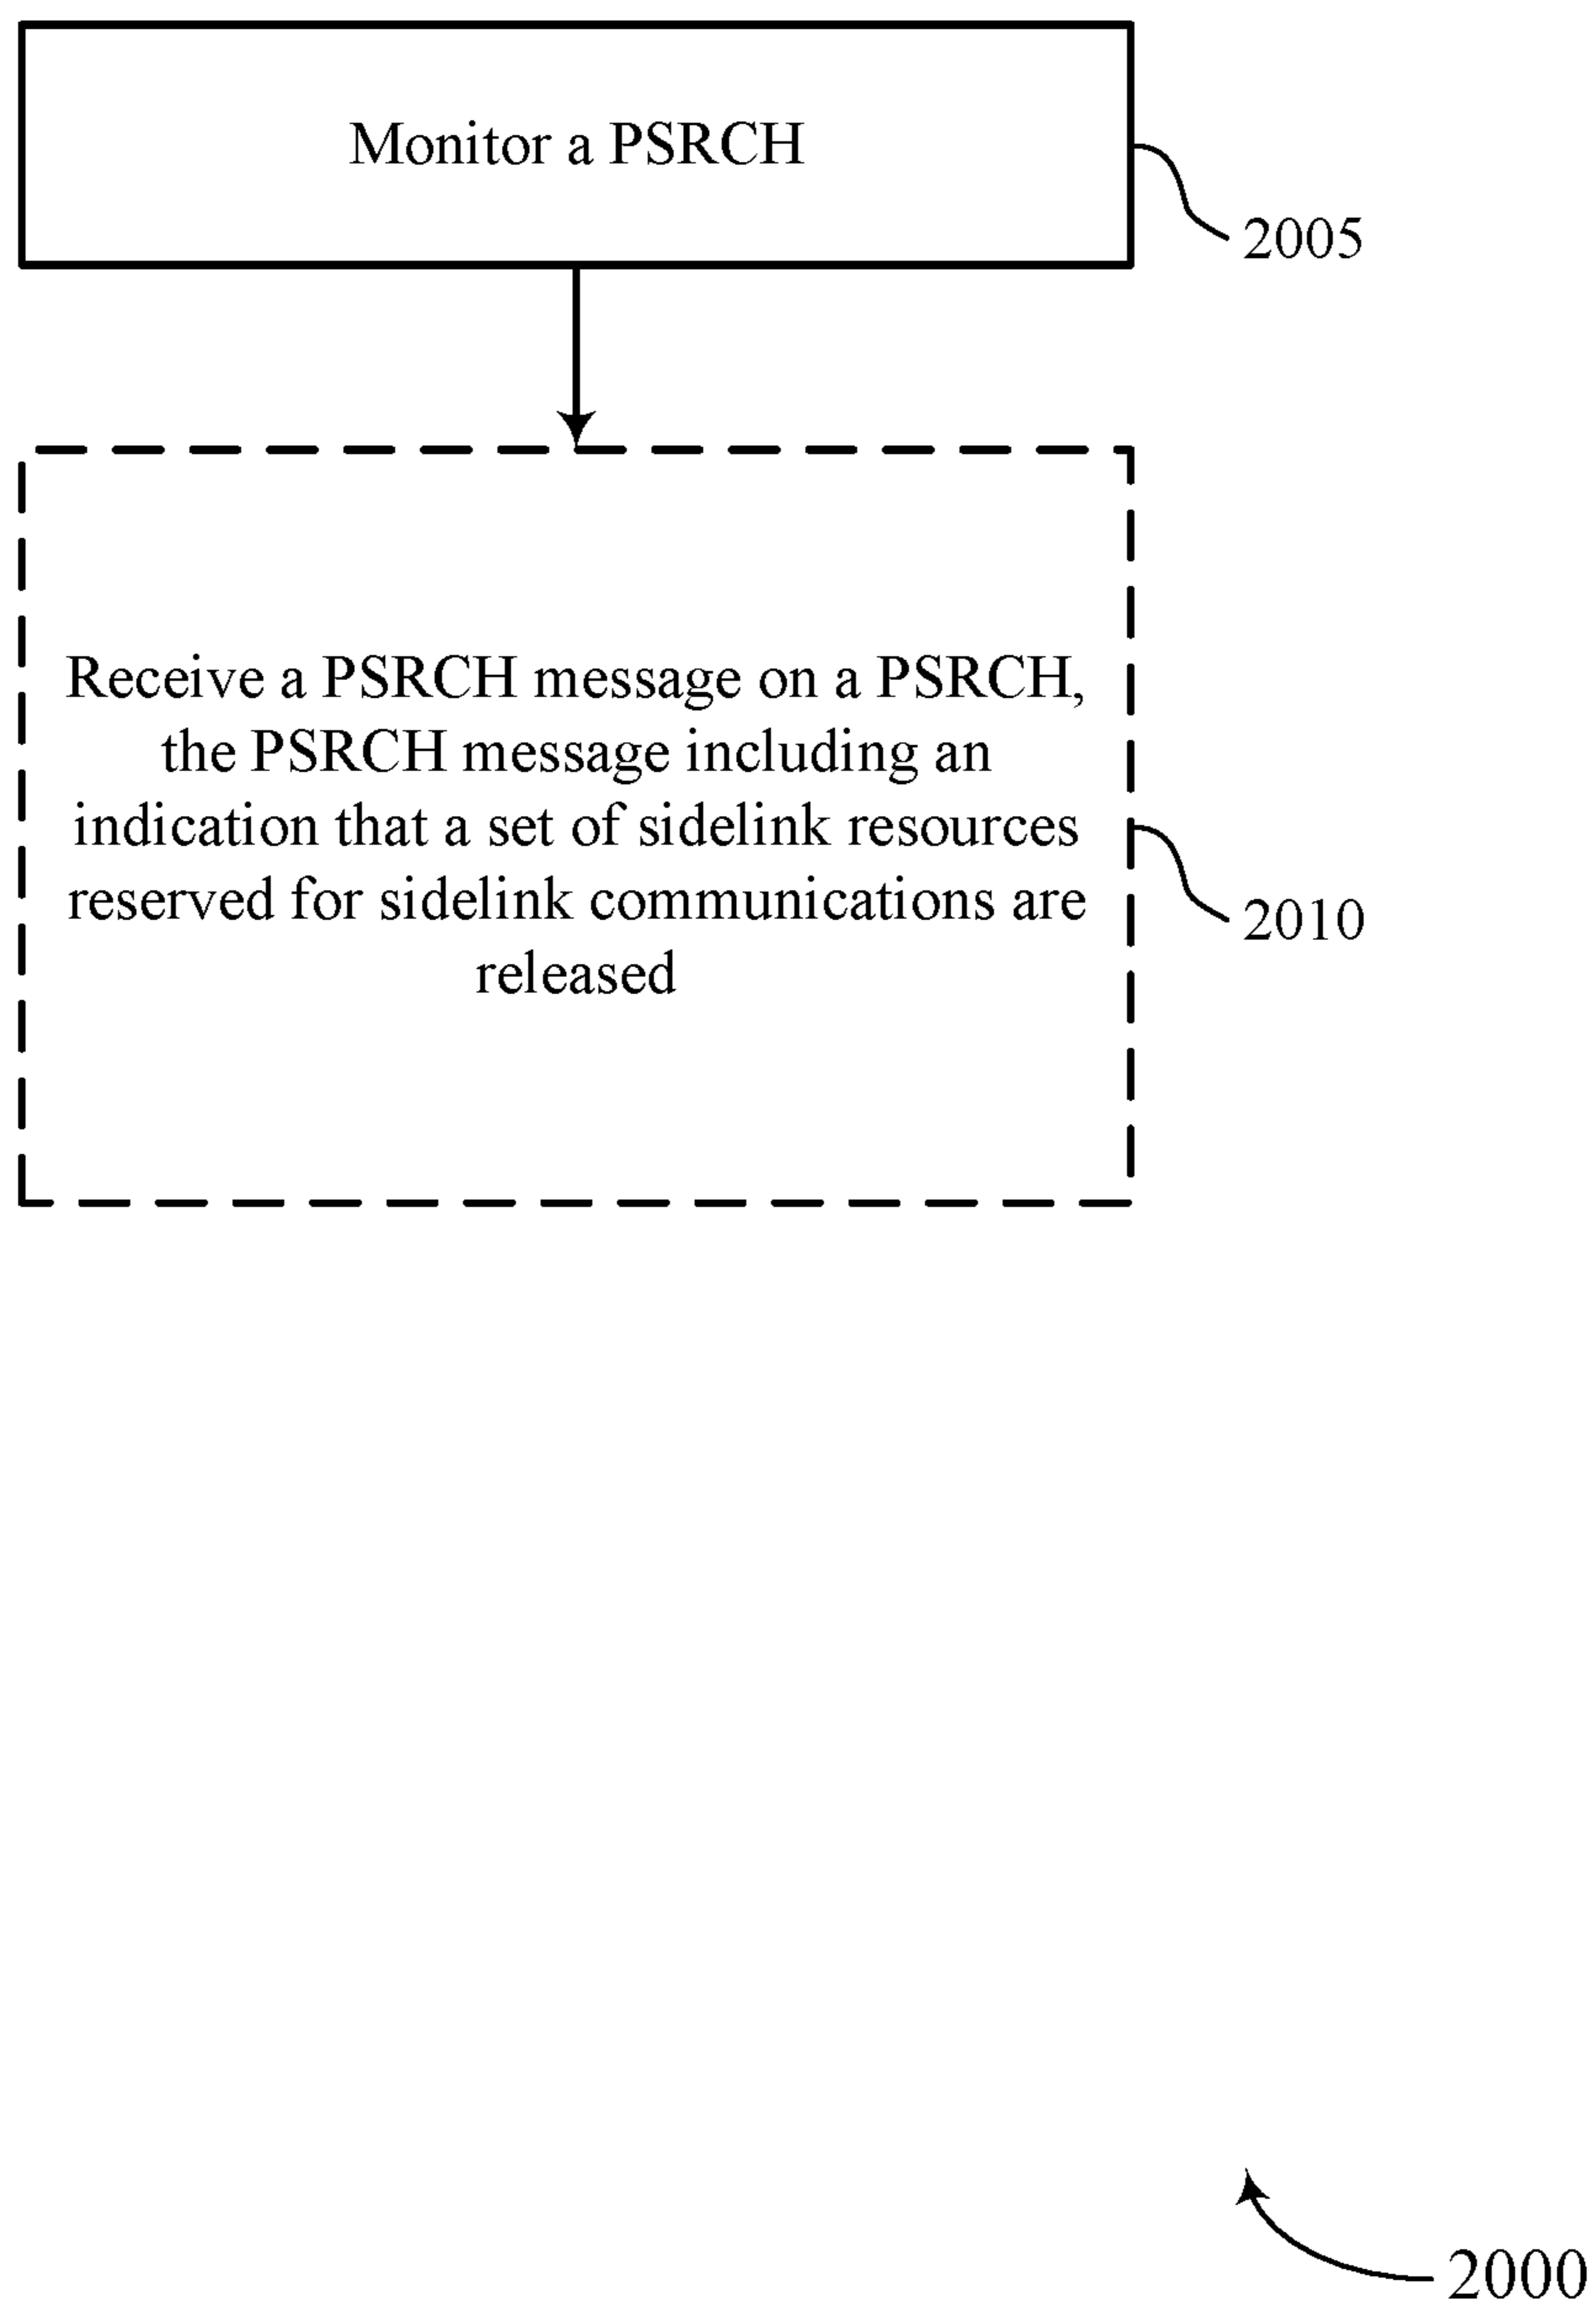 Monitor a PSRCH
2005
Receive a PSRCH message on a PSRCH,
the PSRCH message including an
indication that a set of sidelink resources
reserved for sidelink communications are
released
2010
2000